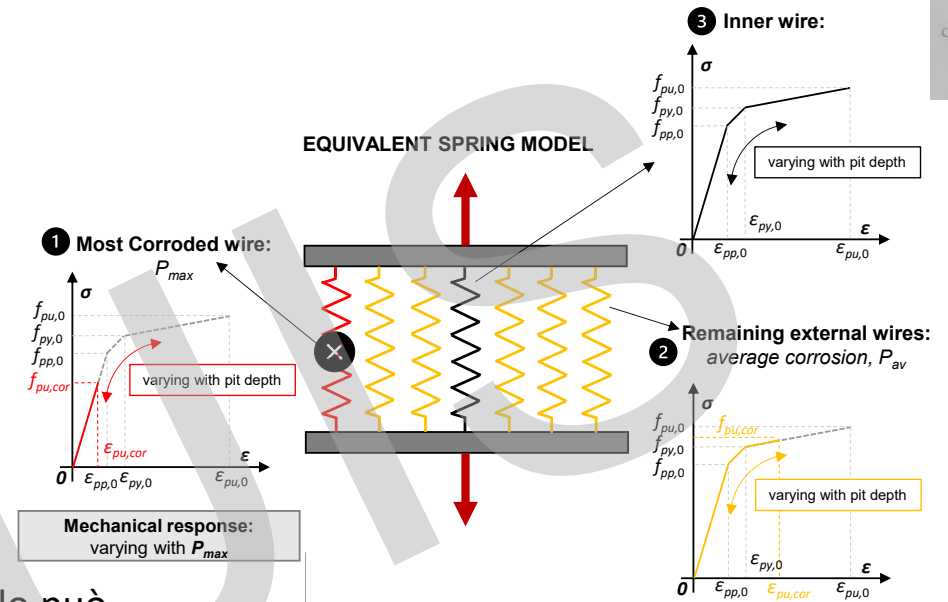 3 Inner wire:
σ
f_pu,0
f_py,0
f_pp,0
varying with pit depth
ε_py,0
ε
0
ε_pp,0
ε_pu,0
EQUIVALENT SPRING MODEL
1 Most Corroded wire:
P_max
σ
f_pu,0
f_py,0
f_pp,0
f_pu,cor
varying with pit depth
ε_pu,cor
ε
0
ε_pp,0 ε_py,0
ε_pu,0
Mechanical response:
varying with P_max
2 Remaining external wires:
average corrosion, P_av
σ
f_pu,0
f_pu,cor
f_py,0
f_pp,0
varying with pit depth
ε_py,0
ε
0
ε_pp,0
ε_pu,cor
ε_pu,0
può